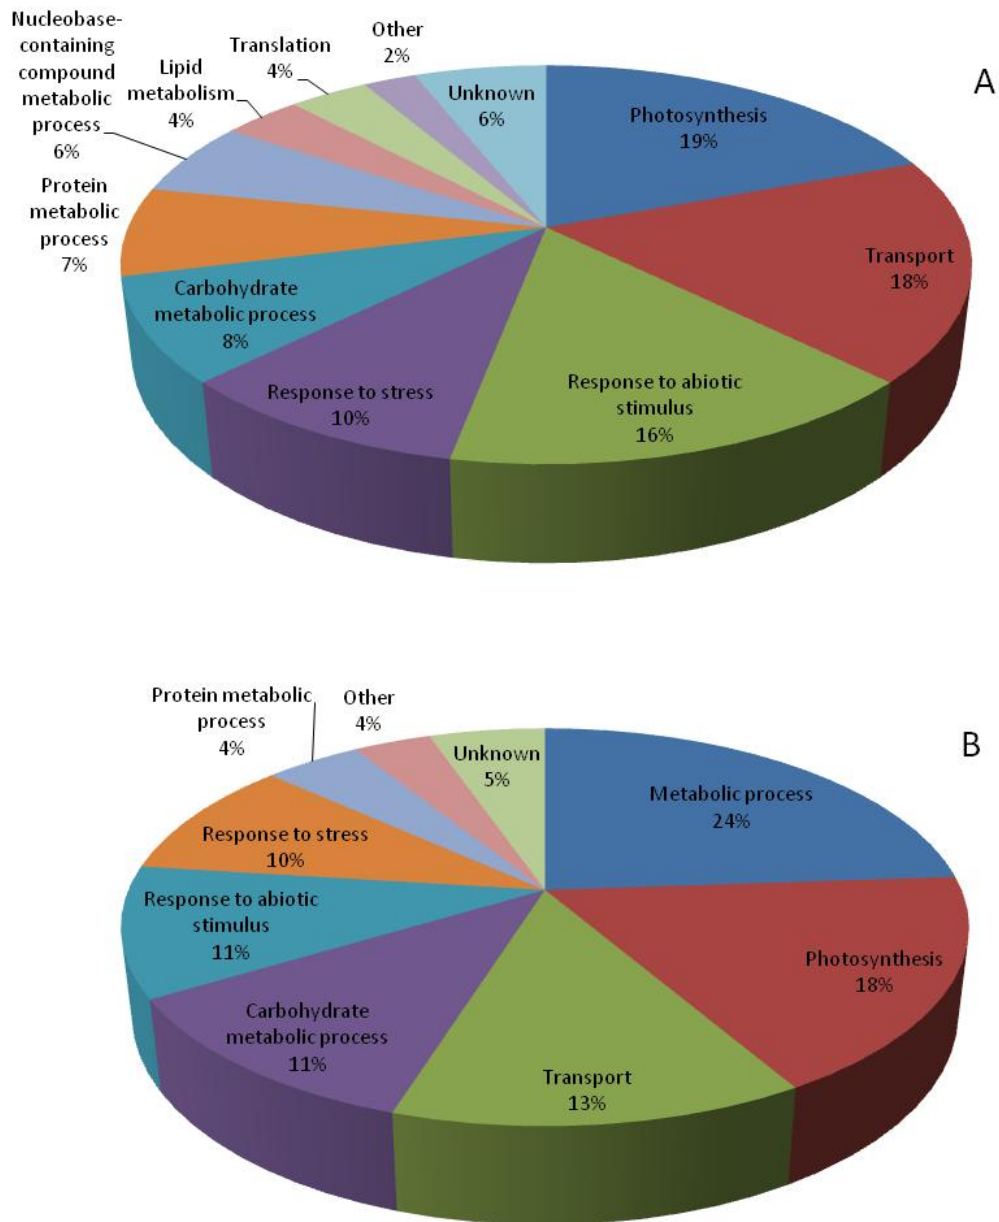 Nucleobase-
containing
compound
metabolic
process
6%
Lipid
metabolism
4%
Translation
4%
Other
2%
Unknown
6%
A
Photosynthesis
19%
Transport
18%
Response to abiotic
stimulus
16%
Response to stress
10%
Carbohydrate
metabolic process
8%
Protein
metabolic
process
7%
B
Protein metabolic
process
4%
Other
4%
Unknown
5%
Metabolic process
24%
Photosynthesis
18%
Transport
13%
Carbohydrate
metabolic process
11%
Response to abiotic
stimulus
11%
Response to stress
10%